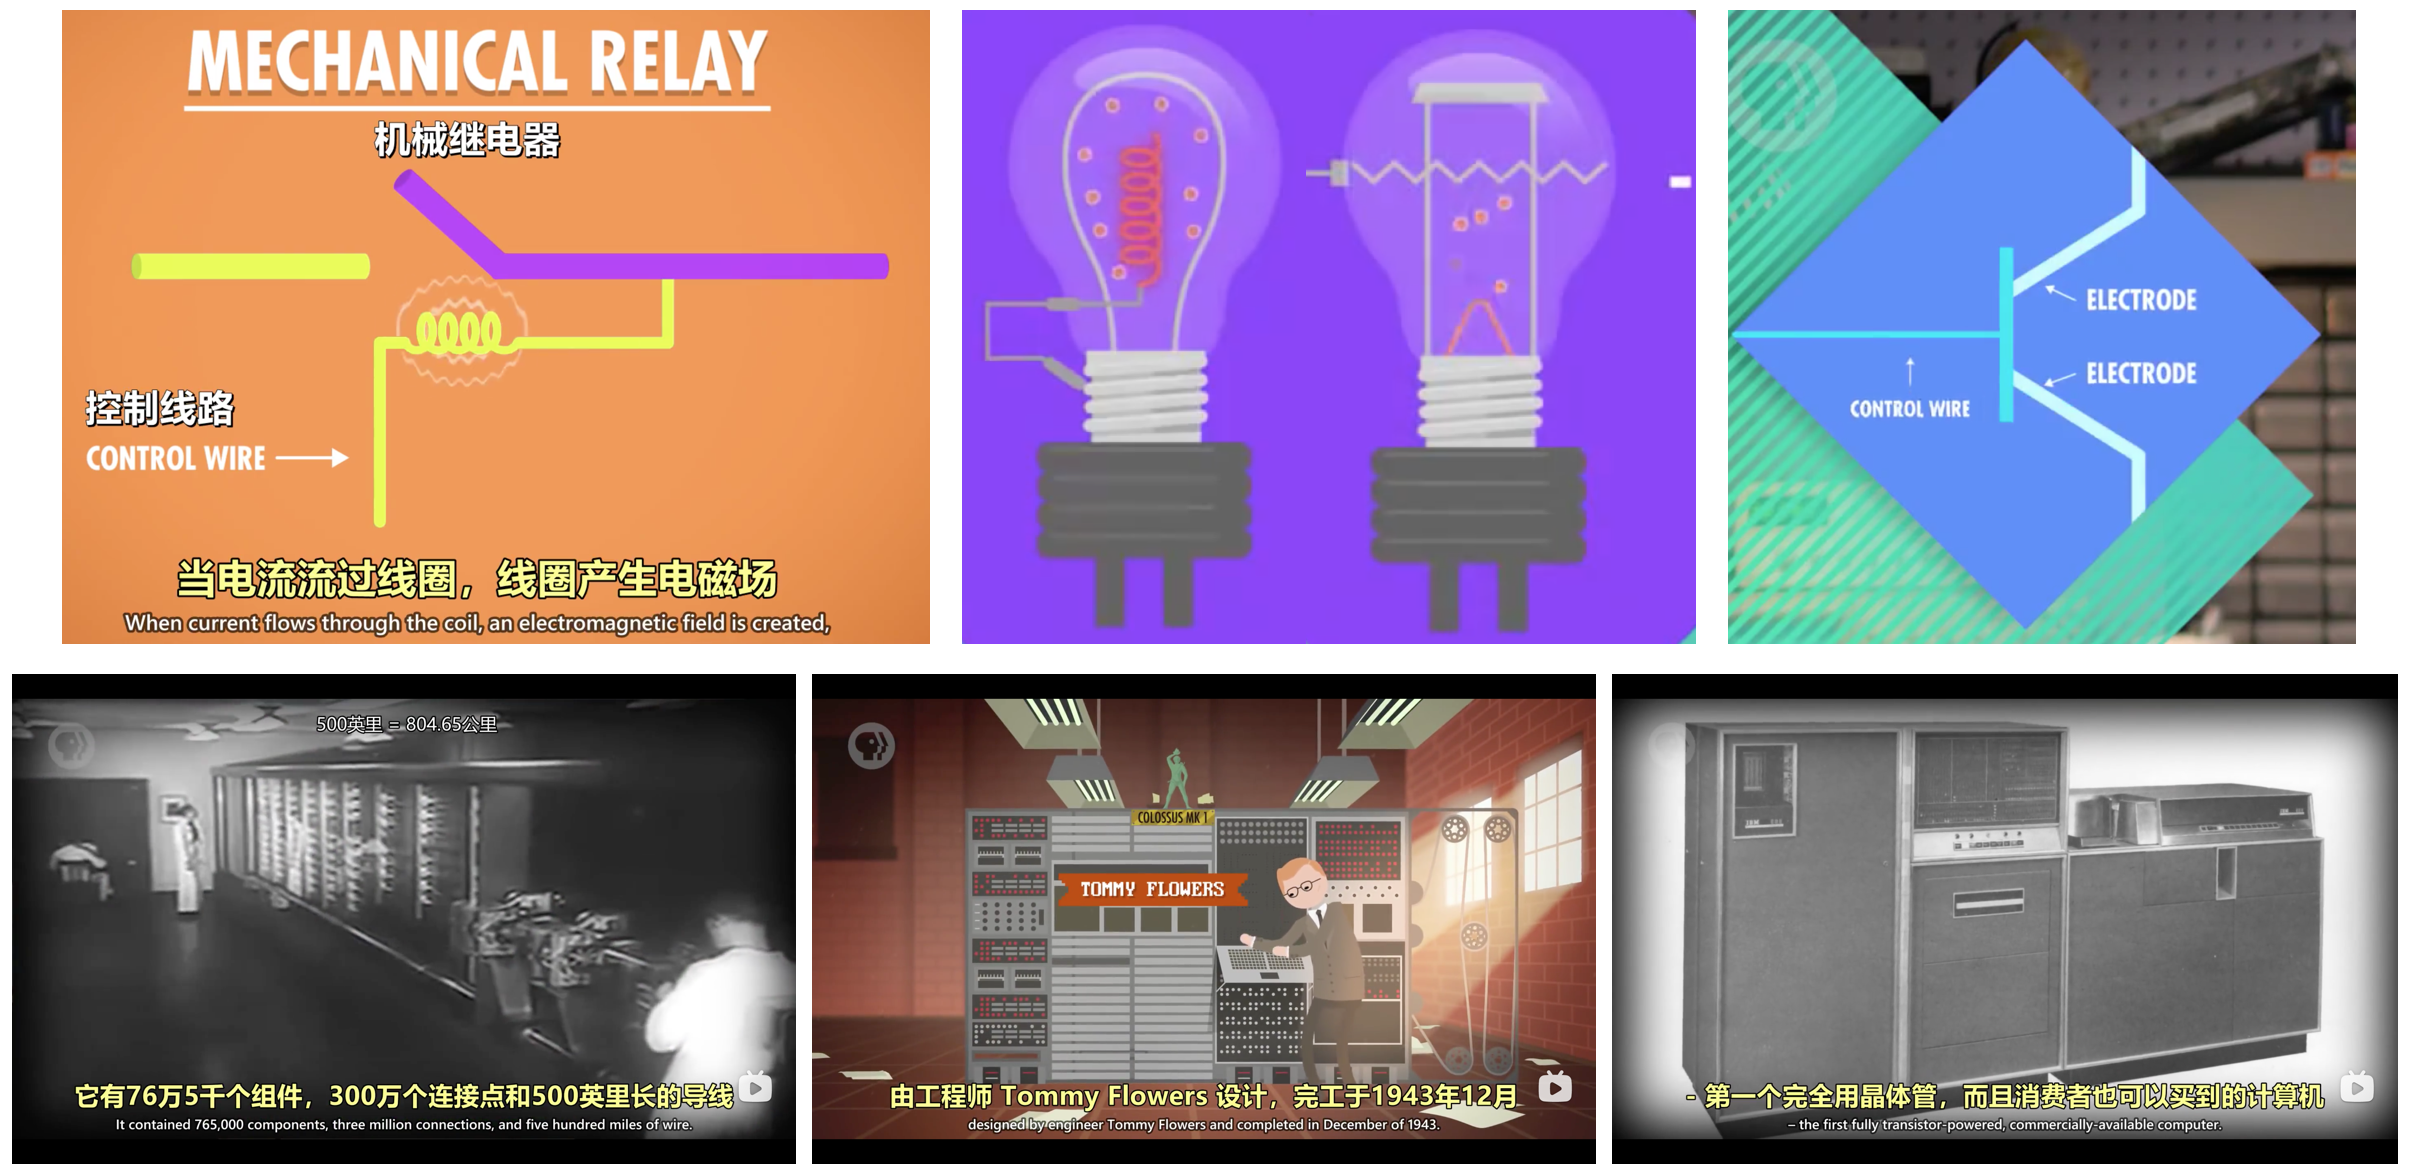 MECHANICAL RELAY
机械继电器
控制线路
CONTROL WIRE
当电流流过线圈，线圈产生电磁场
When current flows through the coil, an electromagnetic field is created,
ELECTRODE
ELECTRODE
CONTROL WIRE
500英里 = 804.65公里
它有76万5千个组件，300万个连接点和500英里长的导线
It contained 765,000 components, three million connections, and five hundred miles of wire.
COLOSSUS MK 1
TOMMY FLOWERS
由工程师 Tommy Flowers 设计，完工于1943年12月
designed by engineer Tommy Flowers and completed in December of 1943.
- 第一个完全用晶体管，而且消费者也可以买到的计算机
– the first fully transistor-powered, commercially-available computer.